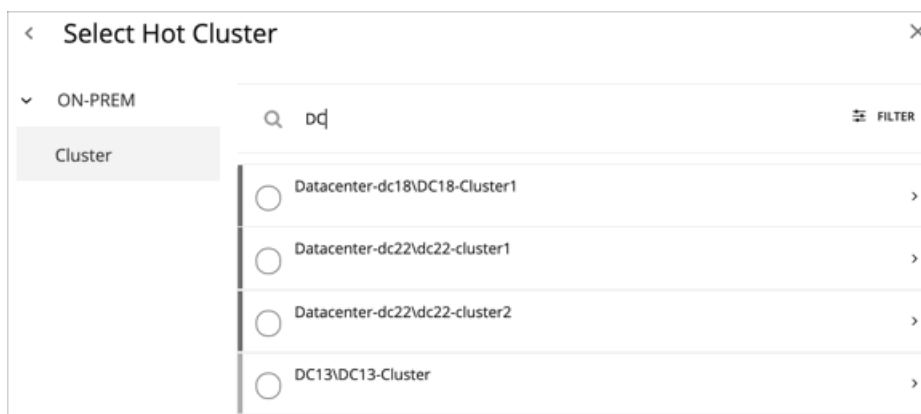 Select Hot Cluster
ON-PREM
Cluster
DC
FILTER
Datacenter-dc18\DC18-Cluster1
Datacenter-dc22\dc22-cluster1
Datacenter-dc22\dc22-cluster2
DC13\DC13-Cluster